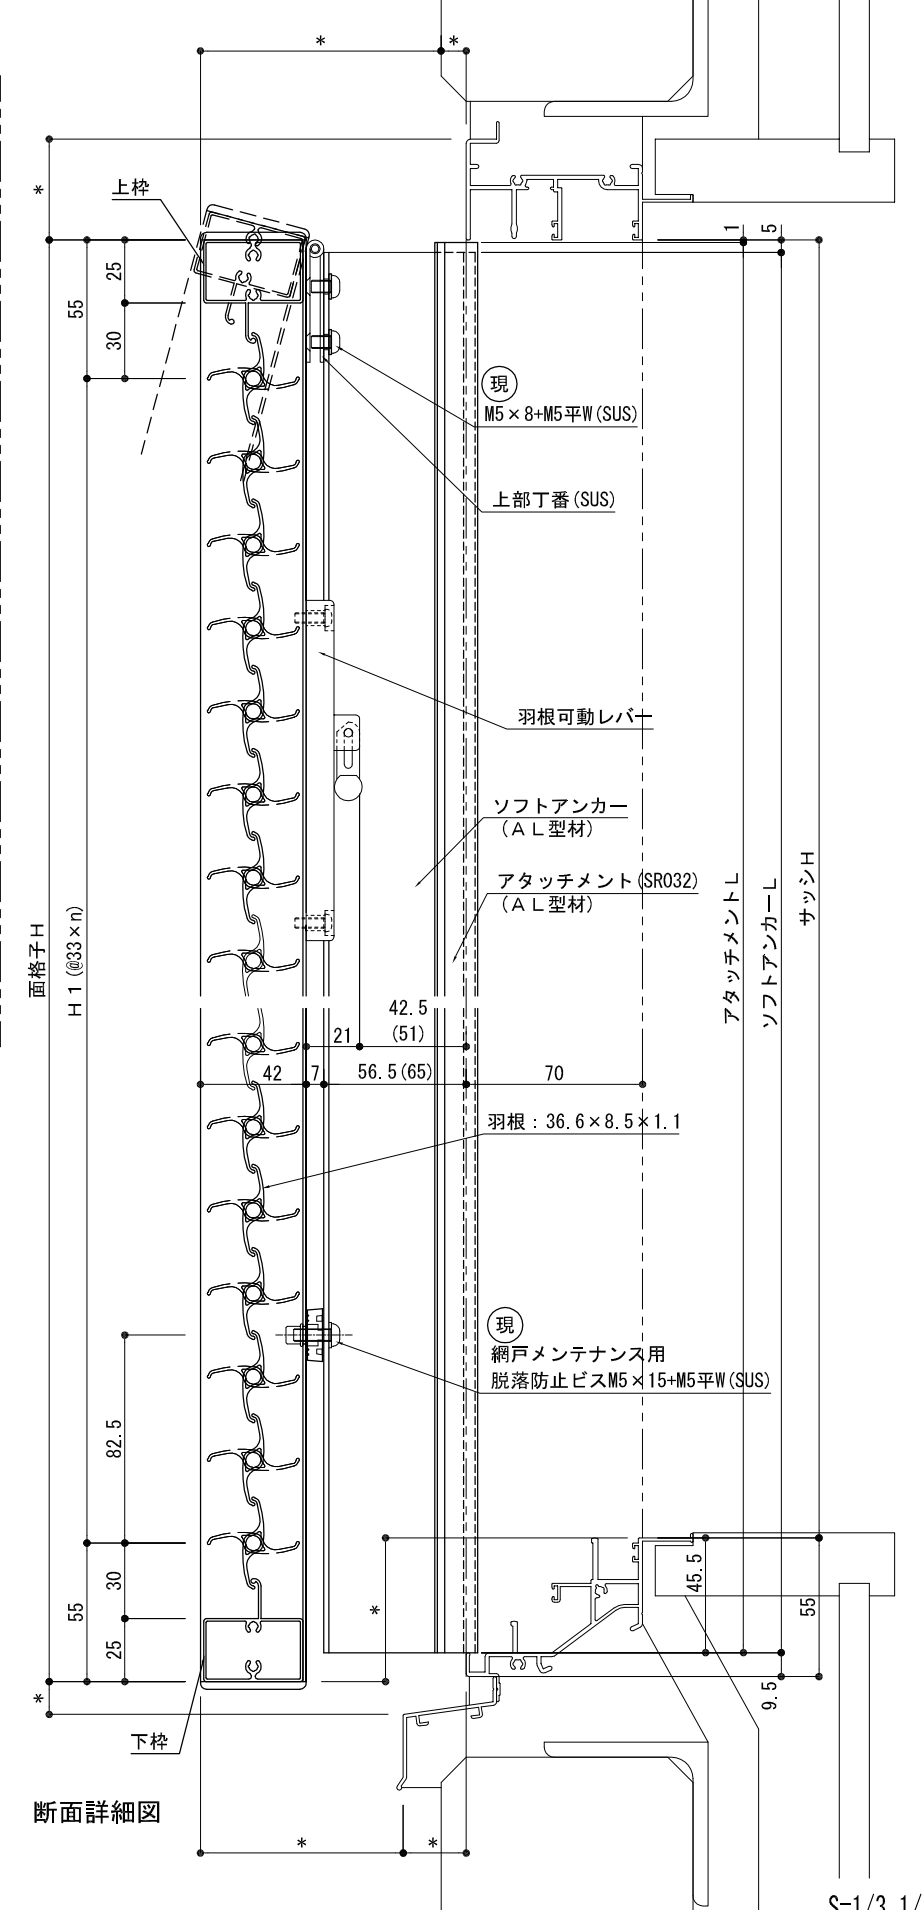 *
*
*
上枠
1
5
25
55
30
現
M5×8+M5平W(SUS)
上部丁番(SUS)
羽根可動レバー
ソフトアンカー
(ＡＬ型材)
アタッチメント(SR032)
(ＡＬ型材)
面格子H
H1(@33×n)
アタッチメントL
ソフトアンカーL
サッシH
42.5
21
(51)
42
7
56.5(65)
70
羽根：36.6×8.5×1.1
現
網戸メンテナンス用
脱落防止ビスM5×15+M5平W(SUS)
82.5
30
55
25
*
45.5
55
9.5
*
下枠
断面詳細図
*
*